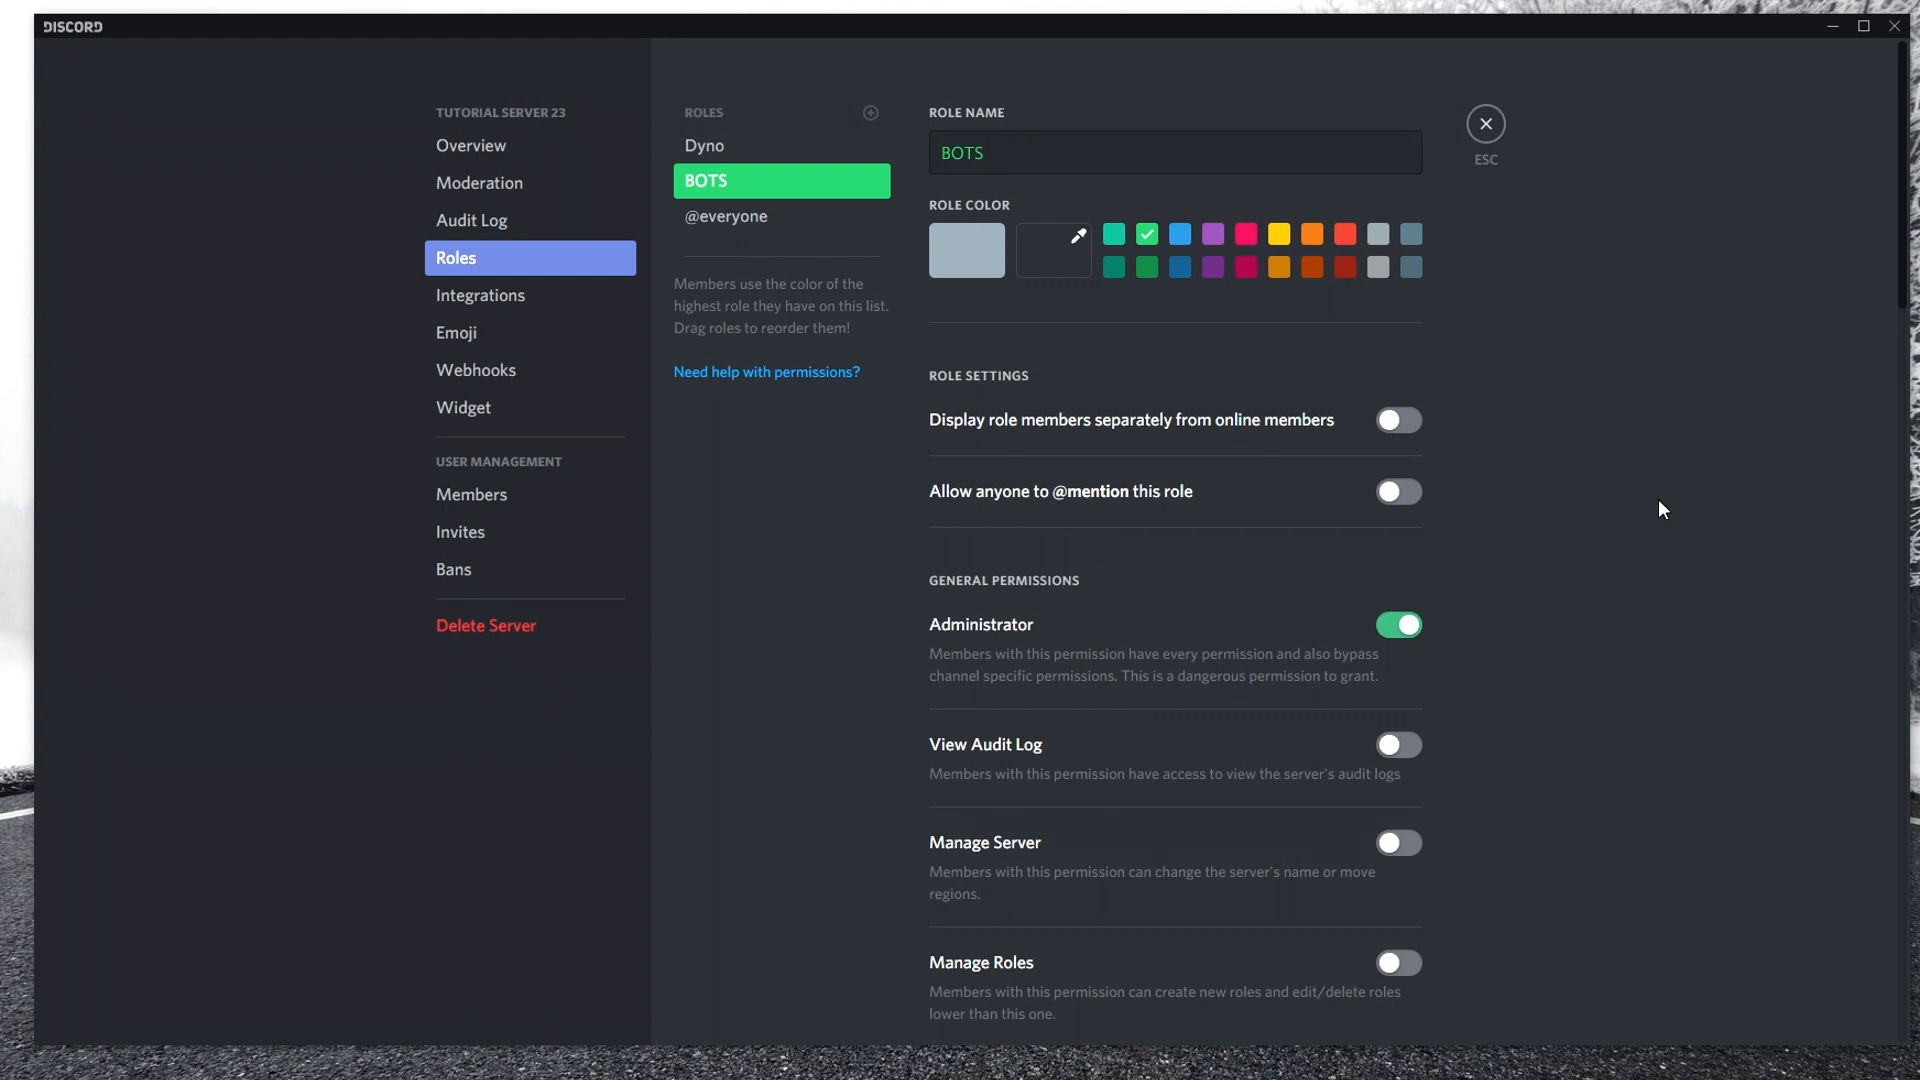 DISCORD
TUTORIAL SERVER 23
Overview
Moderation
Audit Log
Roles
Integrations
Emoji
Webhooks
Widget
USER MANAGEMENT
Members
Invites
Bans
Delete Server
ROLES
Dyno
BOTS
@everyone
Members use the color of the
highest role they have on this list.
Drag roles to reorder them!
Need help with permissions?
ROLE NAME
BOTS
ESC
ROLE COLOR
ROLE SETTINGS
Display role members separately from online members
Allow anyone to @mention this role
GENERAL PERMISSIONS
Administrator
Members with this permission have every permission and also bypass
channel specific permissions. This is a dangerous permission to grant.
View Audit Log
Members with this permission have access to view the server's audit logs
Manage Server
Members with this permission can change the server's name or move
regions.
Manage Roles
Members with this permission can create new roles and edit/delete roles
lower than this one.